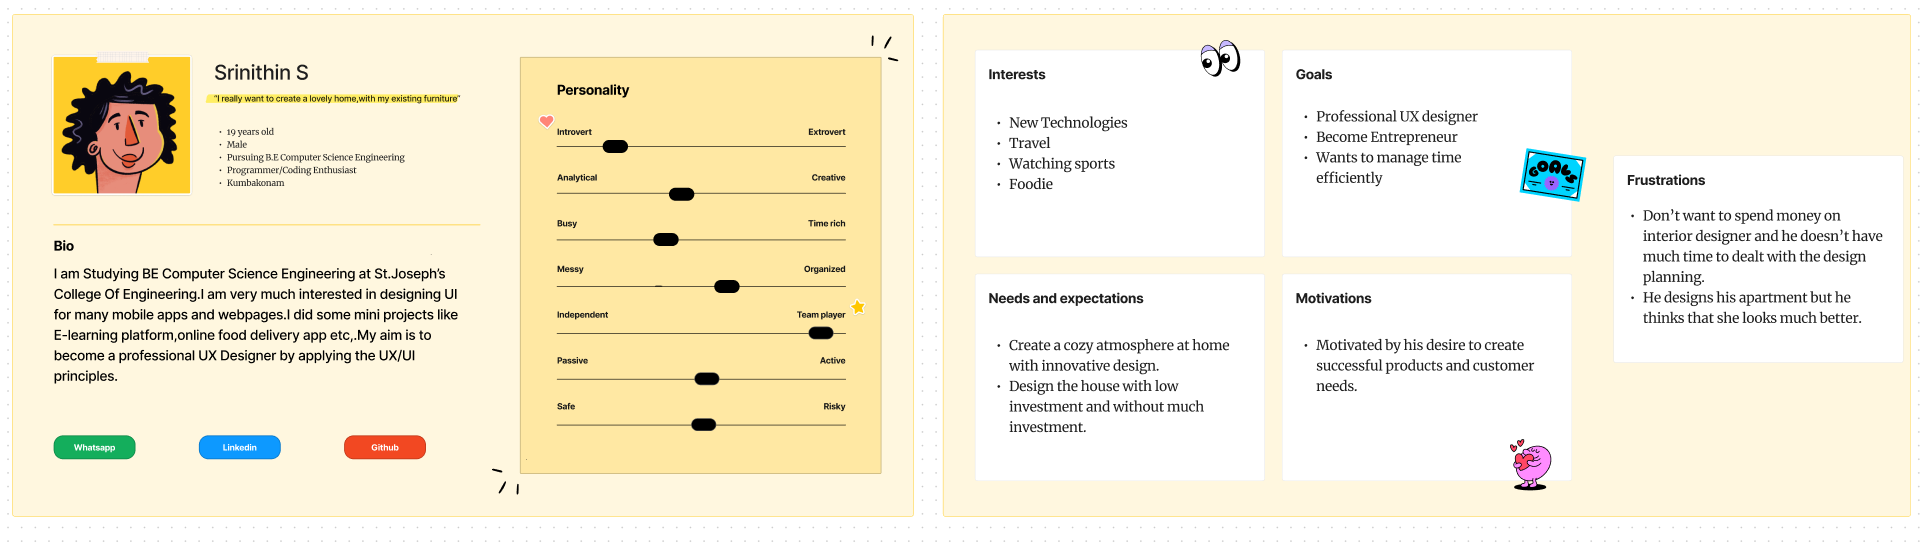 Srinithin S
"I really want to create a lovely home,with my existing furniture"
• 19 years old
• Male
• Pursuing B.E Computer Science Engineering
• Programmer/Coding Enthusiast
• Kumbakonam
Bio
I am Studying BE Computer Science Engineering at St.Joseph's
College Of Engineering.I am very much interested in designing UI
for many mobile apps and webpages.I did some mini projects like
E-learning platform,online food delivery app etc,.My aim is to
become a professional UX Designer by applying the UX/UI
principles.
Whatsapp
Linkedin
Github
Personality
Introvert Extrovert
Analytical Creative
Busy Time rich
Messy Organized
Independent Team player
Passive Active
Safe Risky
Interests
• New Technologies
• Travel
• Watching sports
• Foodie
Goals
• Professional UX designer
• Become Entrepreneur
• Wants to manage time
efficiently
GOALS
Needs and expectations
• Create a cozy atmosphere at home
with innovative design.
• Design the house with low
investment and without much
investment.
Motivations
• Motivated by his desire to create
successful products and customer
needs.
Frustrations
• Don't want to spend money on
interior designer and he doesn't have
much time to dealt with the design
planning.
• He designs his apartment but he
thinks that she looks much better.